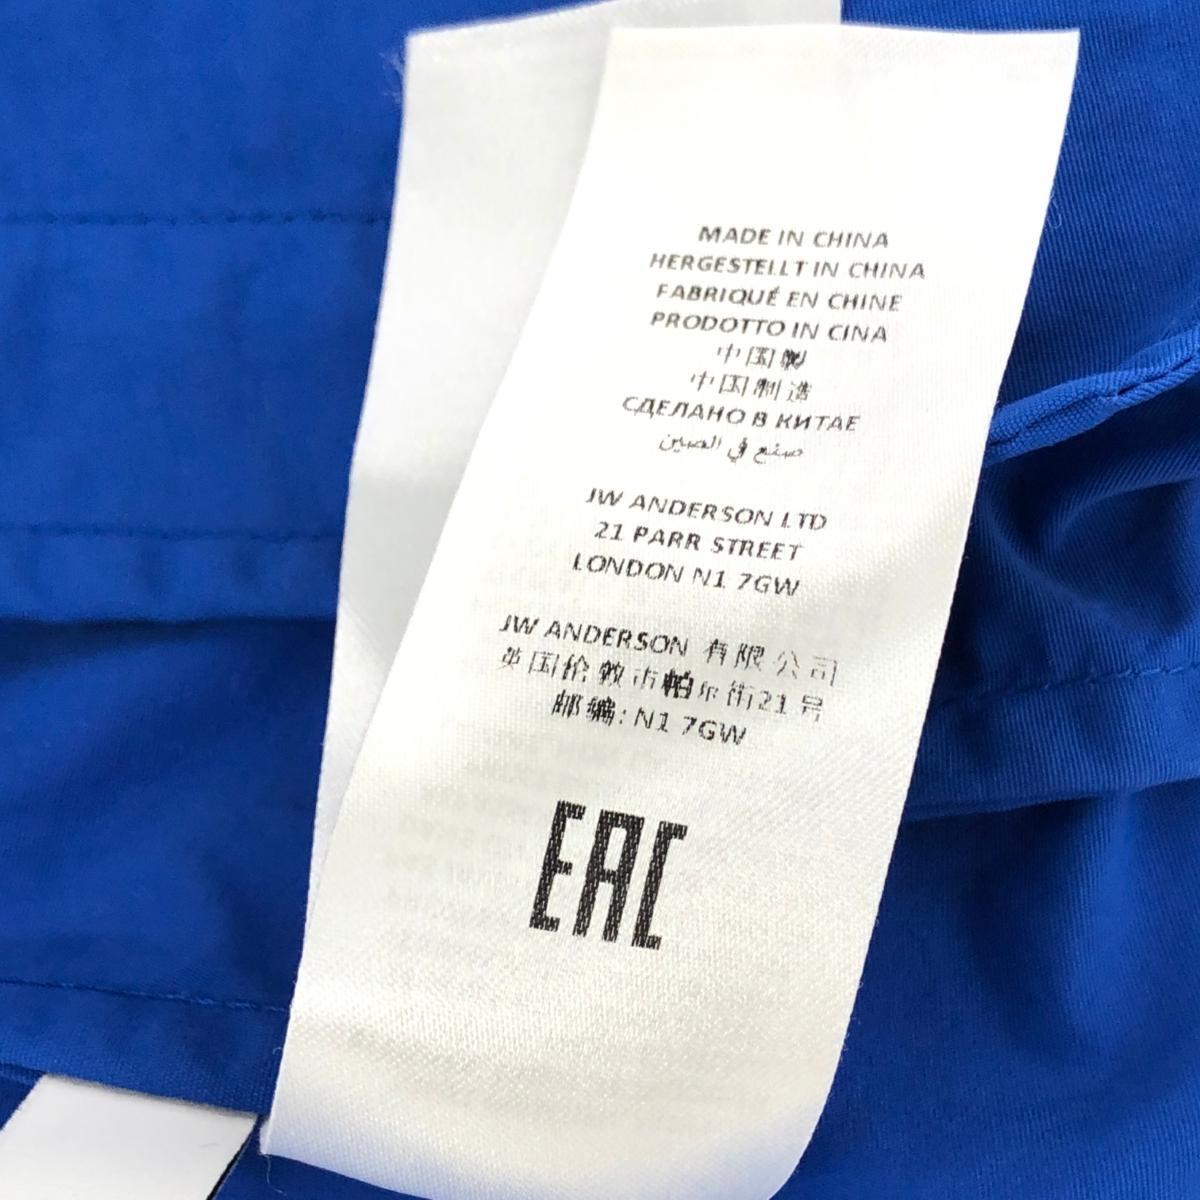 MADE IN CHINA
HERGESTELLT IN CHINA
FABRIQUÉ EN CHINE
PRODOTTO IN CINA
中国製
中国制造
СДЕЛАНО В КИТАЕ
صنع في الصين
JW ANDERSON LTD
21 PARR STREET
LONDON N1 7GW
JW ANDERSON 有限公司
英国伦敦市帕尔街21号
邮编: N1 7GW
EAC